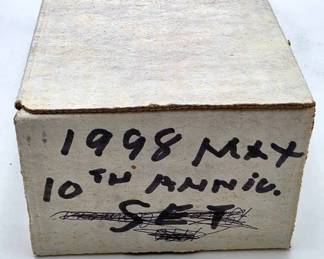 1998 MAX
10TH ANNIV.
SET